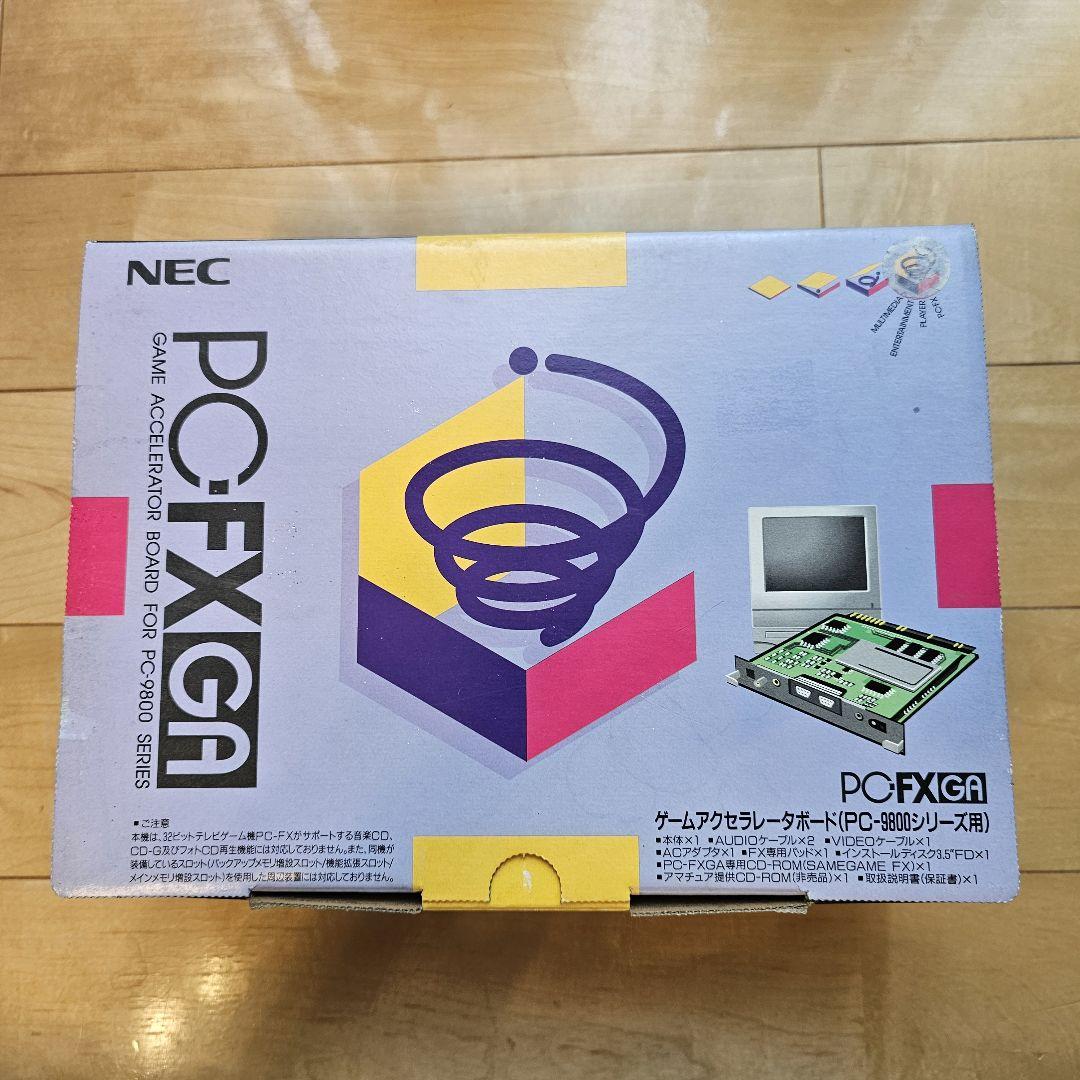 NEC
MULTIMEDIA
ENTERTAINMENT
PLAYER
PC-FX
PC-FXGA
GAME ACCELERATOR BOARD FOR PC-9800 SERIES
PC-FXGA
ゲームアクセラレータボード(PC-9800シリーズ用)
■本体×1 ■AUDIOケーブル×2 ■VIDEOケーブル×1
■ACアダプタ×1 ■FX専用パッド×1 ■インストールディスク3.5"FD×1
■PC-FXGA専用CD-ROM(SAMEGAME FX)×1
■アマチュア提供CD-ROM(非売品)×1 ■取扱説明書(保証書)×1
■ご注意
本機は、32ビットテレビゲーム機PC-FXがサポートする音楽CD、
CD-G及びフォトCD再生機能には対応しておりません。また、同機が
装備しているスロット(バックアップメモリ増設スロット/機能拡張スロット/
メインメモリ増設スロット)を使用した周辺装置には対応しておりません。